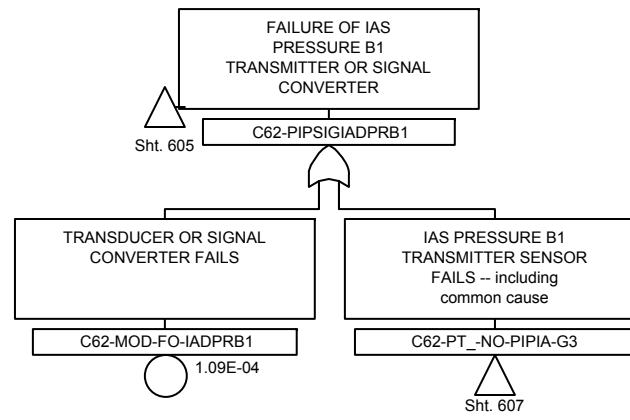 FAILURE OF IAS
PRESSURE B1
TRANSMITTER OR SIGNAL
CONVERTER
Sht. 605
C62-PIPSIGIADPRB1
TRANSDUCER OR SIGNAL
CONVERTER FAILS
C62-MOD-FO-IADPRB1
1.09E-04
IAS PRESSURE B1
TRANSMITTER SENSOR
FAILS -- including
common cause
C62-PT_-NO-PIPIA-G3
Sht. 607